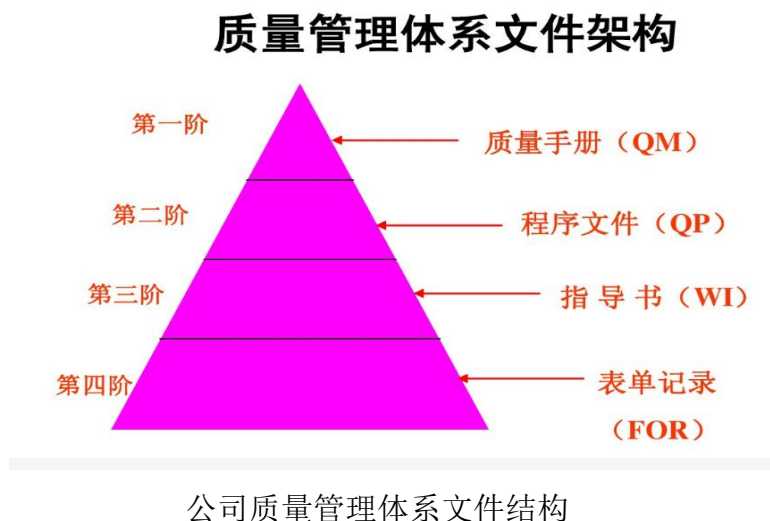 质量管理体系文件架构
第一阶
质量手册（QM）
第二阶
程序文件（QP）
第三阶
指 导 书（WI）
第四阶
表单记录
（FOR）
公司质量管理体系文件结构